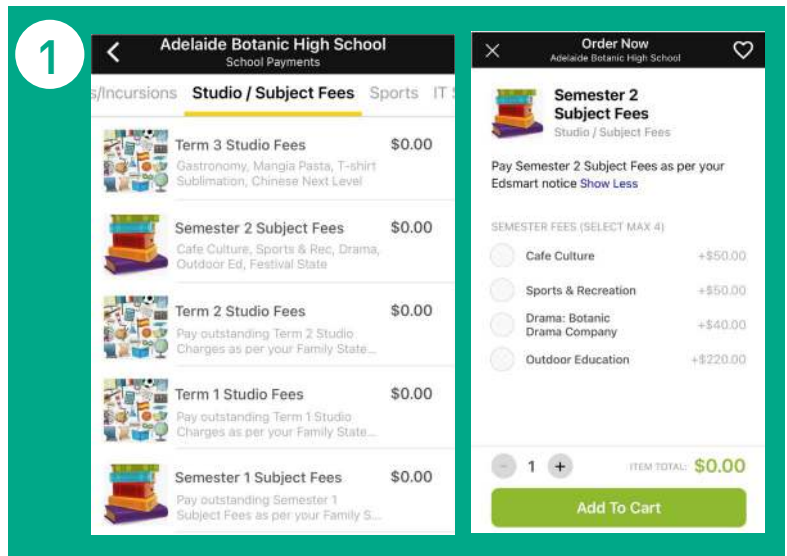 1
Adelaide Botanic High School
School Payments
s/Incursions Studio / Subject Fees Sports IT S
Term 3 Studio Fees $0.00
Gastronomy, Mangia Pasta, T-shirt
Sublimation, Chinese Next Level
Semester 2 Subject Fees $0.00
Cafe Culture, Sports & Rec, Drama,
Outdoor Ed, Festival State
Term 2 Studio Fees $0.00
Pay outstanding Term 2 Studio
Charges as per your Family State...
Term 1 Studio Fees $0.00
Pay outstanding Term 1 Studio
Charges as per your Family State...
Semester 1 Subject Fees $0.00
Pay outstanding Semester 1
Subject Fees as per your Family S...
Order Now
Adelaide Botanic High School
Semester 2
Subject Fees
Studio / Subject Fees
Pay Semester 2 Subject Fees as per your
Edsmart notice Show Less
SEMESTER FEES (SELECT MAX 4)
Cafe Culture +$50.00
Sports & Recreation +$50.00
Drama: Botanic
Drama Company +$40.00
Outdoor Education +$220.00
- 1 + ITEM TOTAL: $0.00
Add To Cart